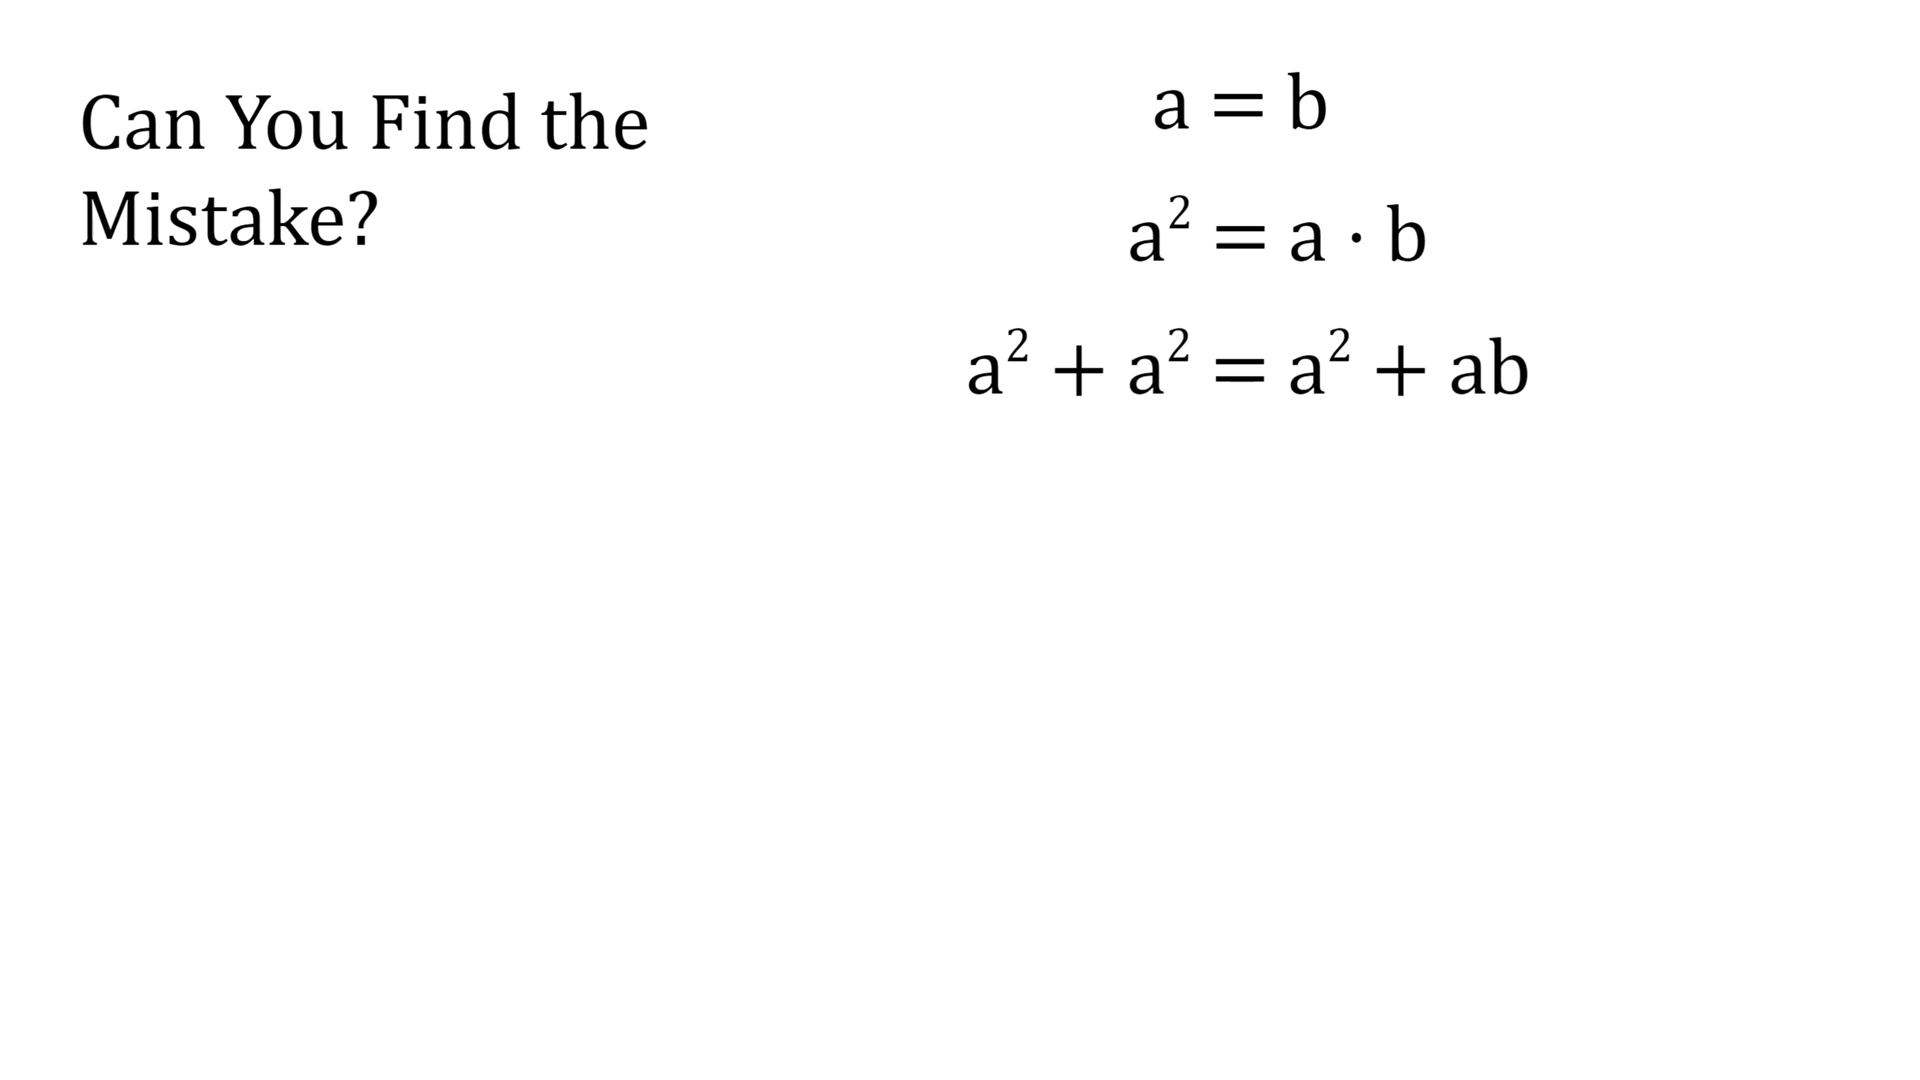 Can You Find the
Mistake?
a = b
a² = a · b
a² + a² = a² + ab